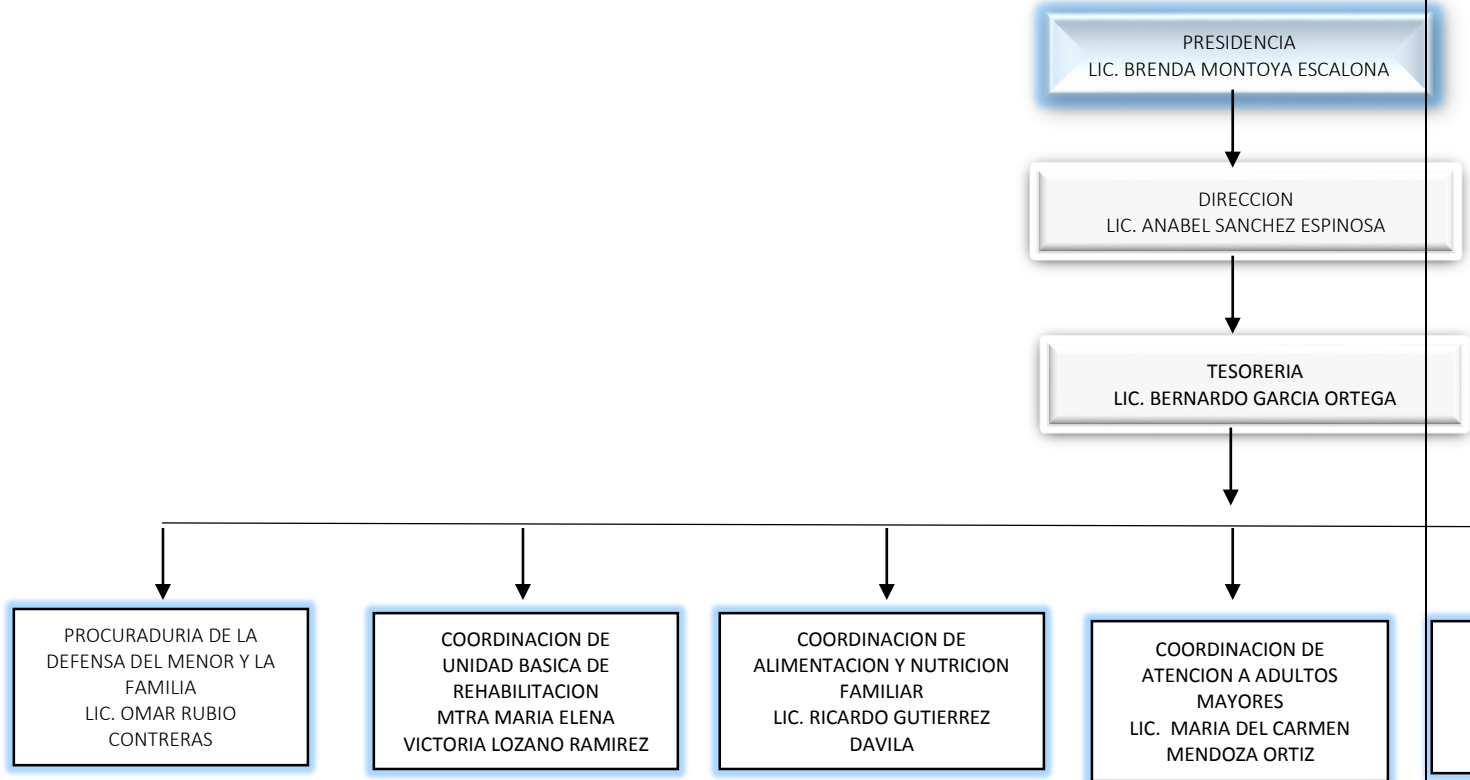 PRESIDENCIA
LIC. BRENDA MONTOYA ESCALONA
DIRECCION
LIC. ANABEL SANCHEZ ESPINOSA
TESORERIA
LIC. BERNARDO GARCIA ORTEGA
PROCURADURIA DE LA
DEFENSA DEL MENOR Y LA
FAMILIA
LIC. OMAR RUBIO
CONTRERAS
COORDINACION DE
UNIDAD BASICA DE
REHABILITACION
MTRA MARIA ELENA
VICTORIA LOZANO RAMIREZ
COORDINACION DE
ALIMENTACION Y NUTRICION
FAMILIAR
LIC. RICARDO GUTIERREZ
DAVILA
COORDINACION DE
ATENCION A ADULTOS
MAYORES
LIC. MARIA DEL CARMEN
MENDOZA ORTIZ